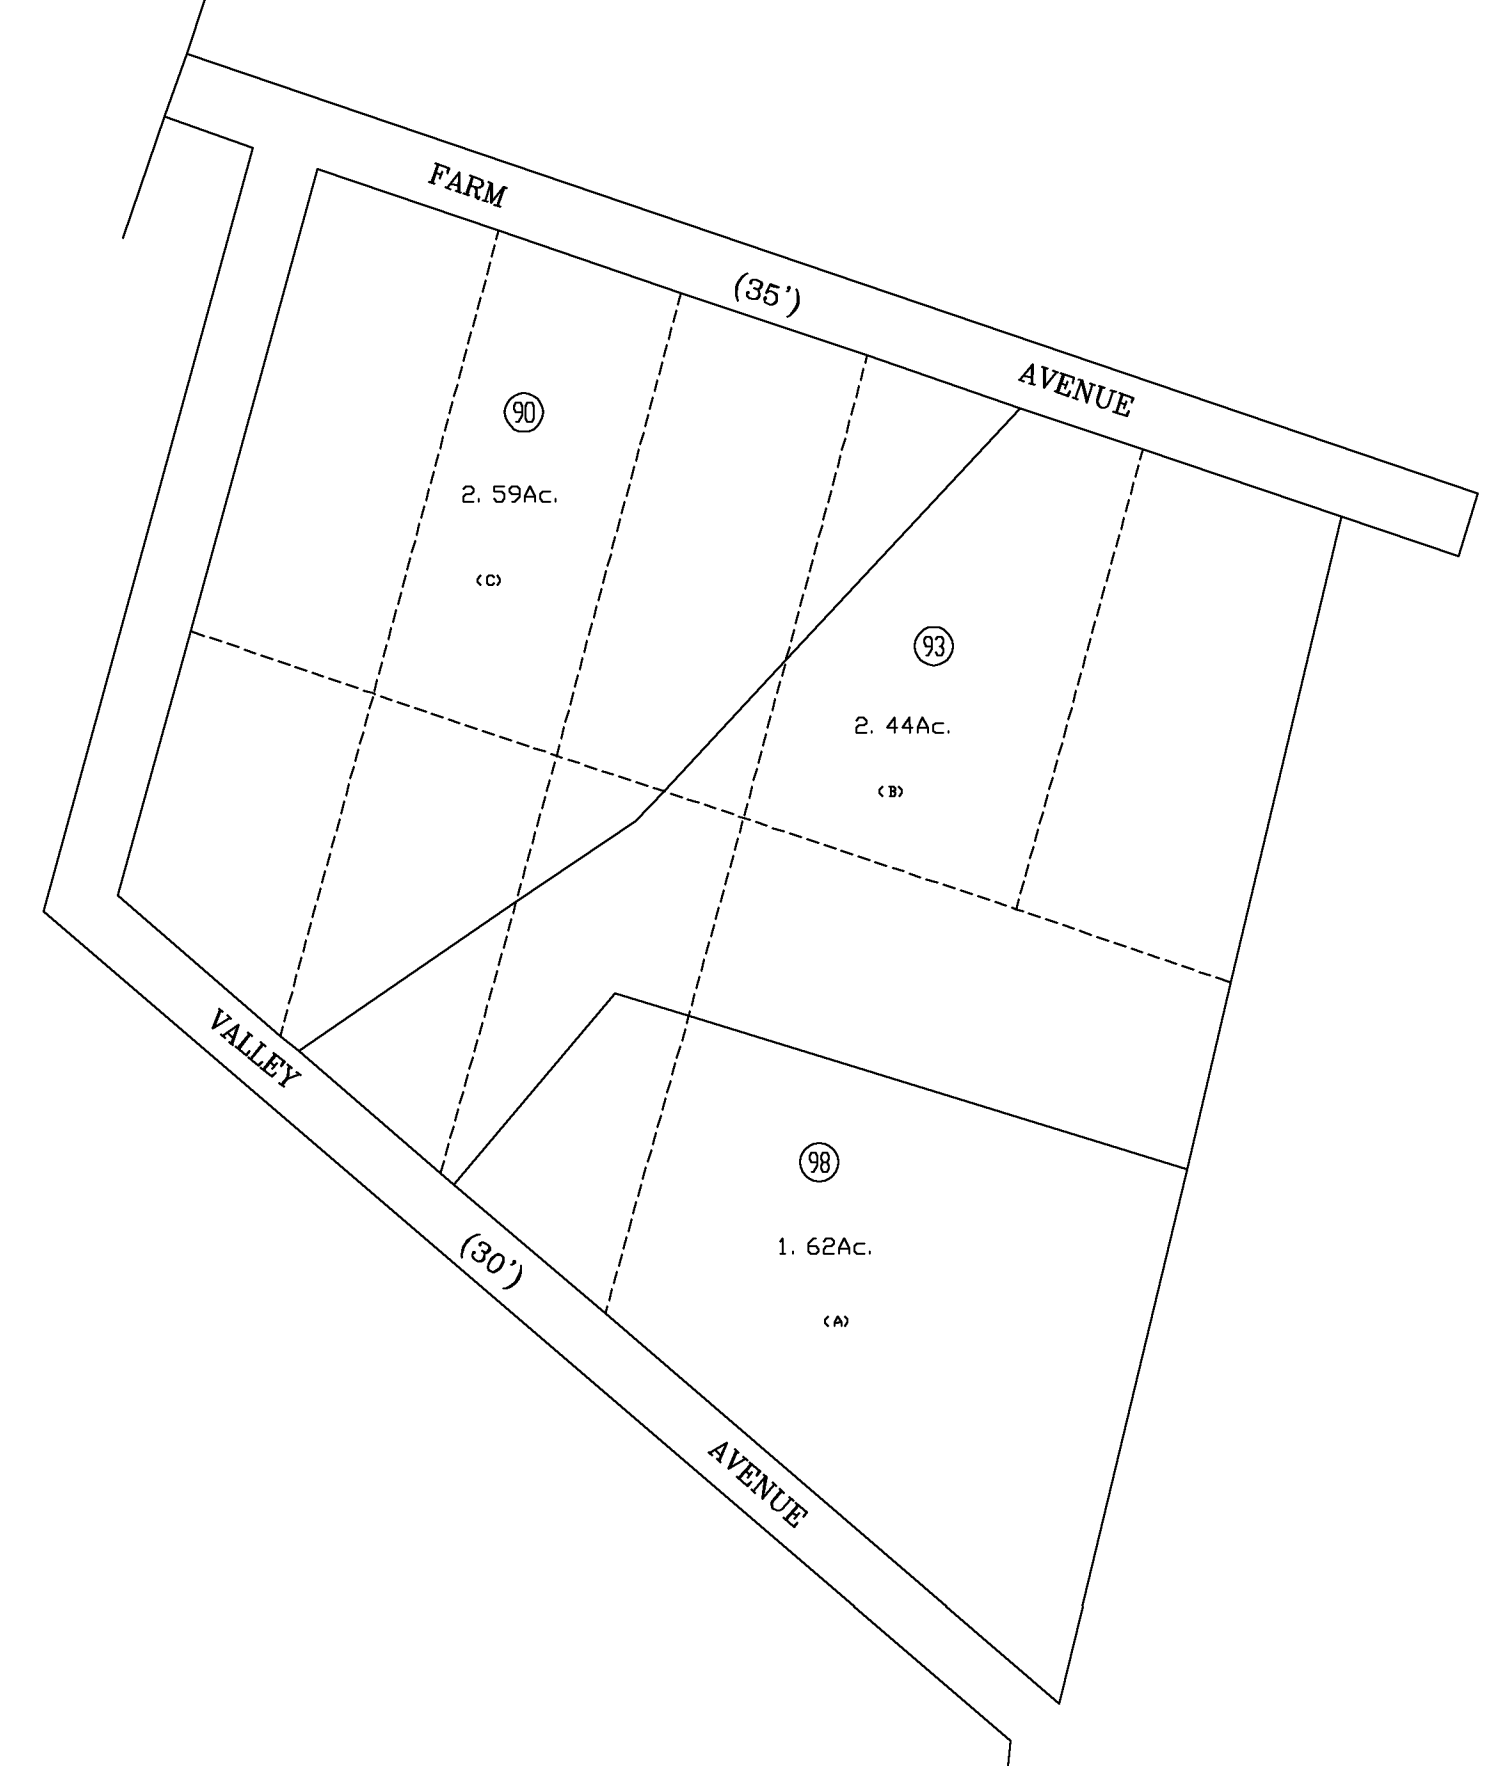 FARM
(35')
AVENUE
90
2. 59Ac.
(C)
93
2. 44Ac.
(B)
VALLEY
(30')
AVENUE
98
1. 62Ac.
(A)